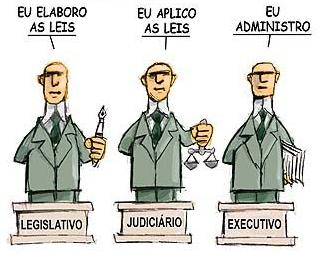 EU ELABORO
AS LEIS
EU APLICO
AS LEIS
EU
ADMINISTRO
LEGISLATIVO
JUDICIÁRIO
EXECUTIVO